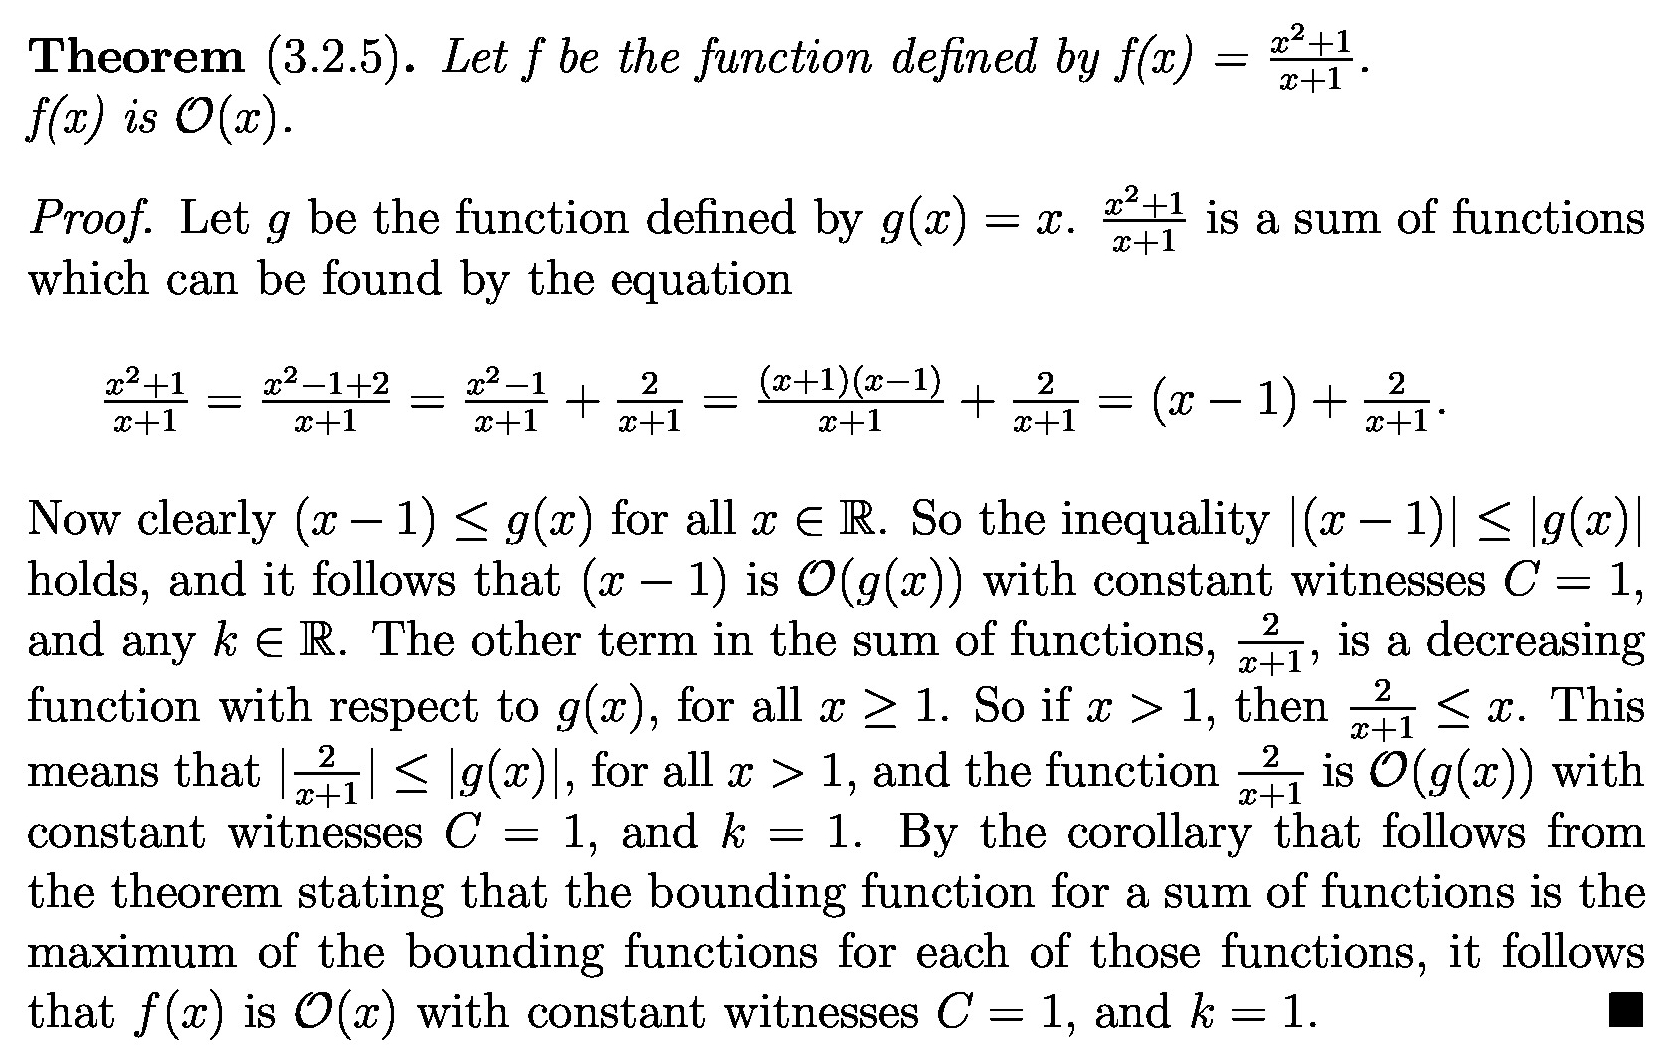 Theorem (3.2.5). Let f be the function defined by f(x) = \frac{x^2+1}{x+1}.
f(x) is \mathcal{O}(x).
Proof. Let g be the function defined by g(x) = x. \frac{x^2+1}{x+1} is a sum of functions
which can be found by the equation
\frac{x^2+1}{x+1} = \frac{x^2-1+2}{x+1} = \frac{x^2-1}{x+1} + \frac{2}{x+1} = \frac{(x+1)(x-1)}{x+1} + \frac{2}{x+1} = (x − 1) + \frac{2}{x+1}.
Now clearly (x − 1) ≤ g(x) for all x ∈ ℝ. So the inequality |(x − 1)| ≤ |g(x)|
holds, and it follows that (x − 1) is \mathcal{O}(g(x)) with constant witnesses C = 1,
and any k ∈ ℝ. The other term in the sum of functions, \frac{2}{x+1}, is a decreasing
function with respect to g(x), for all x ≥ 1. So if x > 1, then \frac{2}{x+1} ≤ x. This
means that |\frac{2}{x+1}| ≤ |g(x)|, for all x > 1, and the function \frac{2}{x+1} is \mathcal{O}(g(x)) with
constant witnesses C = 1, and k = 1. By the corollary that follows from
the theorem stating that the bounding function for a sum of functions is the
maximum of the bounding functions for each of those functions, it follows
that f(x) is \mathcal{O}(x) with constant witnesses C = 1, and k = 1. ■